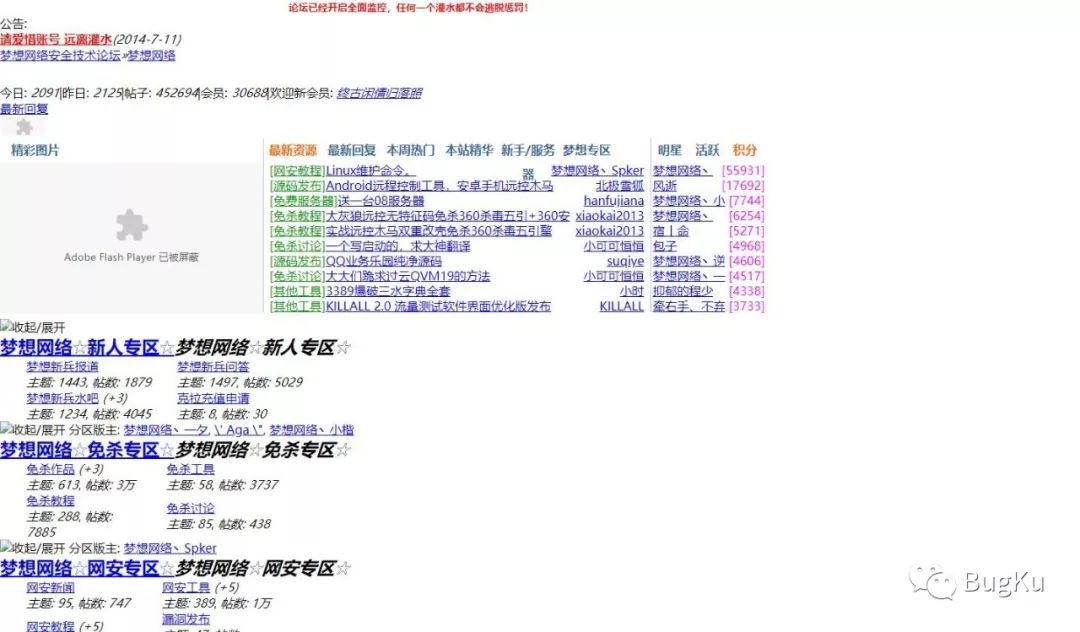 论坛已经开启全面监控，任何一个灌水都不会逃脱惩罚！
公告:
请爱惜账号 远离灌水(2014-7-11)
梦想网络安全技术论坛»梦想网络
今日: 2091|昨日: 2125|帖子: 452694|会员: 30688|欢迎新会员: 终古闲情归落照
最新回复
精彩图片
Adobe Flash Player 已被屏蔽
最新资源 最新回复 本周热门 本站精华 新手/服务器 梦想专区
[网安教程]Linux维护命令。 梦想网络丶Spker
[源码发布]Android远程控制工具，安卓手机远控木马 北极雪狐
[免费服务器]送一台08服务器 hanfujiana
[免杀教程]大灰狼远控无特征码免杀360杀毒五引+360安 xiaokai2013
[免杀教程]实战远控木马双重改壳免杀360杀毒五引擎 xiaokai2013
[免杀讨论]一个写启动的，求大神翻译 小可可恒恒
[源码发布]QQ业务乐园纯净源码 suqiye
[免杀讨论]大大们跪求过云QVM19的方法 小可可恒恒
[其他工具]3389爆破三水字典全套 小时
[其他工具]KILLALL 2.0 流量测试软件界面优化版发布 KILLALL
明星 活跃 积分
梦想网络丶 [55931]
风逝 [17692]
梦想网络丶小 [7744]
梦想网络丶 [6254]
宿丨命 [5271]
包子 [4968]
梦想网络丶逆 [4606]
梦想网络丶一 [4517]
抑郁的程少 [4338]
牵右手、不弃 [3733]
收起/展开
梦想网络☆新人专区☆梦想网络☆新人专区☆
梦想新兵报道 梦想新兵问答
主题: 1443, 帖数: 1879 主题: 1497, 帖数: 5029
梦想新兵水吧 (+3) 克拉充值申请
主题: 1234, 帖数: 4045 主题: 8, 帖数: 30
收起/展开 分区版主: 梦想网络丶一夕, \' Aga \", 梦想网络丶小楷
梦想网络☆免杀专区☆梦想网络☆免杀专区☆
免杀作品 (+3) 免杀工具
主题: 613, 帖数: 3万 主题: 58, 帖数: 3737
免杀教程 免杀讨论
主题: 288, 帖数: 7885 主题: 85, 帖数: 438
收起/展开 分区版主: 梦想网络丶Spker
梦想网络☆网安专区☆梦想网络☆网安专区☆
网安新闻 网安工具 (+5)
主题: 95, 帖数: 747 主题: 389, 帖数: 1万
网安教程 (+5) 漏洞发布
BugKu